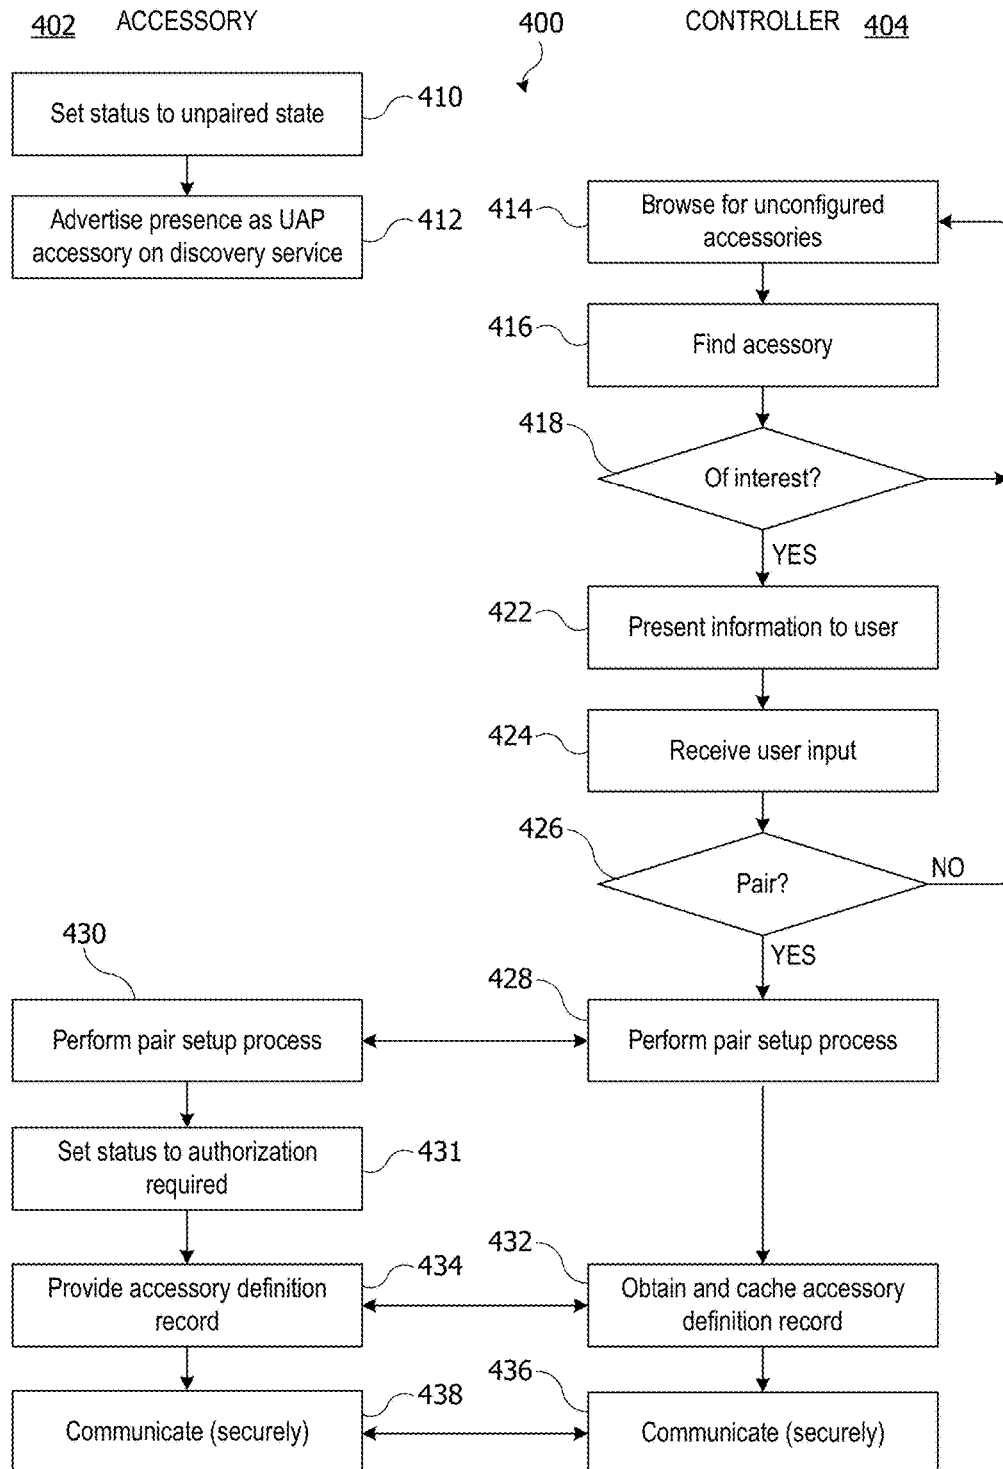 402 ACCESSORY
400
CONTROLLER 404
Set status to unpaired state
410
Advertise presence as UAP
accessory on discovery service
412
414
Browse for unconfigured
accessories
416
Find acessory
418
Of interest?
YES
422
Present information to user
424
Receive user input
426
Pair?
NO
YES
430
Perform pair setup process
428
Perform pair setup process
Set status to authorization
required
431
432
Provide accessory definition
record
434
Obtain and cache accessory
definition record
436
Communicate (securely)
438
Communicate (securely)